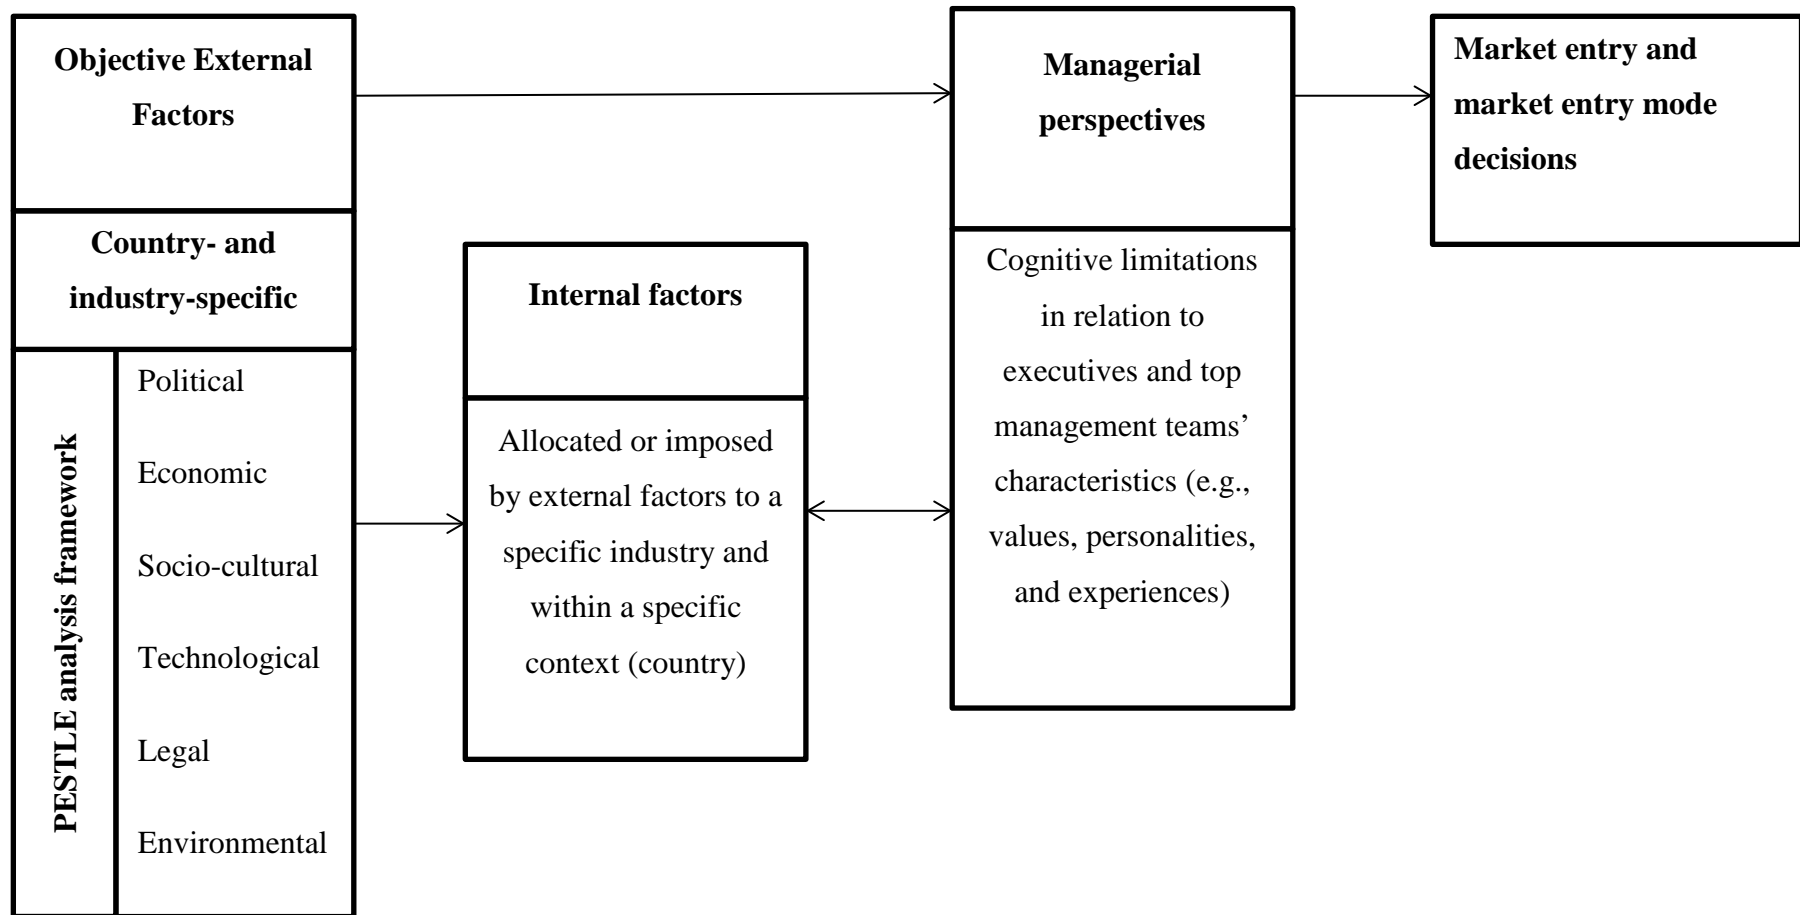 Objective External
Factors
Country- and
industry-specific
PESTLE analysis framework
Political
Economic
Socio-cultural
Technological
Legal
Environmental
Internal factors
Allocated or imposed
by external factors to a
specific industry and
within a specific
context (country)
Managerial
perspectives
Cognitive limitations
in relation to
executives and top
management teams’
characteristics (e.g.,
values, personalities,
and experiences)
Market entry and
market entry mode
decisions